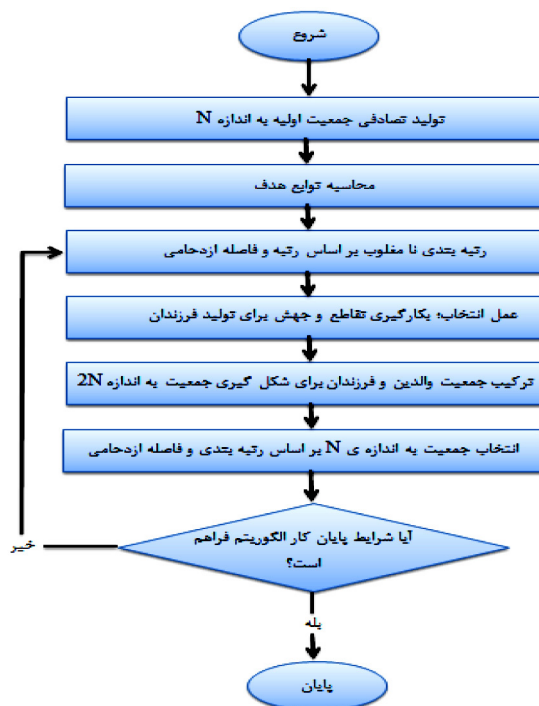 شروع
تولید تصادفی جمعیت اولیه به اندازه N
محاسبه توابع هدف
رتبه بندی نا مغلوب بر اساس رتبه و فاصله ازدحامی
عمل انتخاب؛ بکارگیری تقاطع و جهش برای تولید فرزندان
ترکیب جمعیت والدین و فرزندان برای شکل گیری جمعیت به اندازه 2N
انتخاب جمعیت به اندازه ی N بر اساس رتبه بندی و فاصله ازدحامی
آیا شرایط پایان کار الگوریتم فراهم
است؟
خیر
بله
پایان